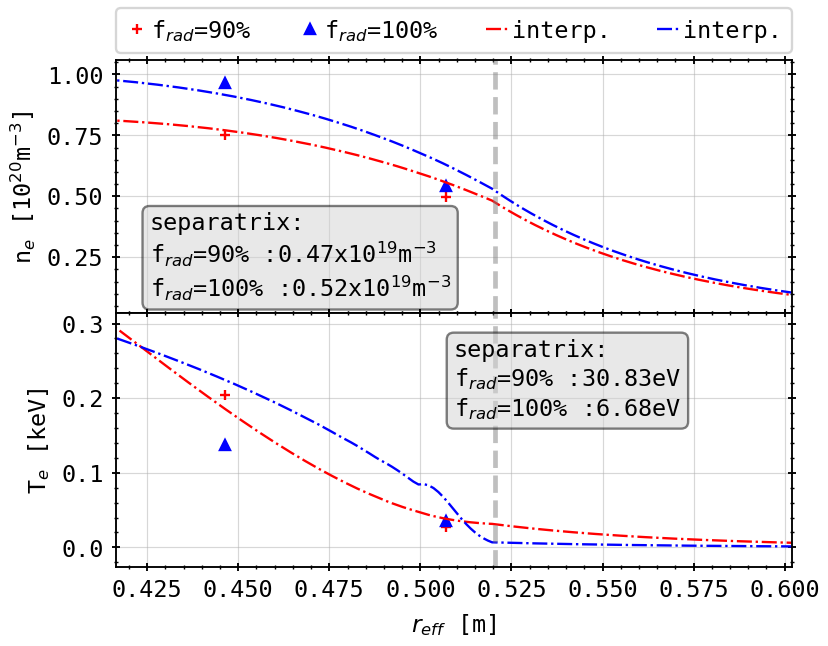 f_rad=90% f_rad=100% interp. interp.
1.00
0.75
0.50
0.25
n_e [10^20 m^-3]
separatrix:
f_rad=90% :0.47x10^19m^-3
f_rad=100% :0.52x10^19m^-3
0.3
0.2
0.1
0.0
T_e [keV]
separatrix:
f_rad=90% :30.83eV
f_rad=100% :6.68eV
0.425 0.450 0.475 0.500 0.525 0.550 0.575 0.600
r_eff [m]